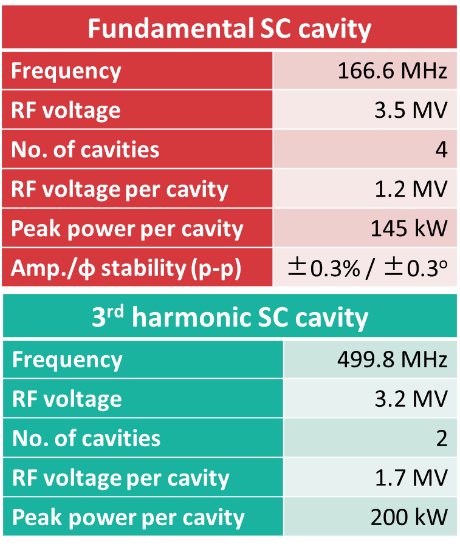 Fundamental SC cavity
Frequency 166.6 MHz
RF voltage 3.5 MV
No. of cavities 4
RF voltage per cavity 1.2 MV
Peak power per cavity 145 kW
Amp./ϕ stability (p-p) ±0.3% / ±0.3°
3rd harmonic SC cavity
Frequency 499.8 MHz
RF voltage 3.2 MV
No. of cavities 2
RF voltage per cavity 1.7 MV
Peak power per cavity 200 kW